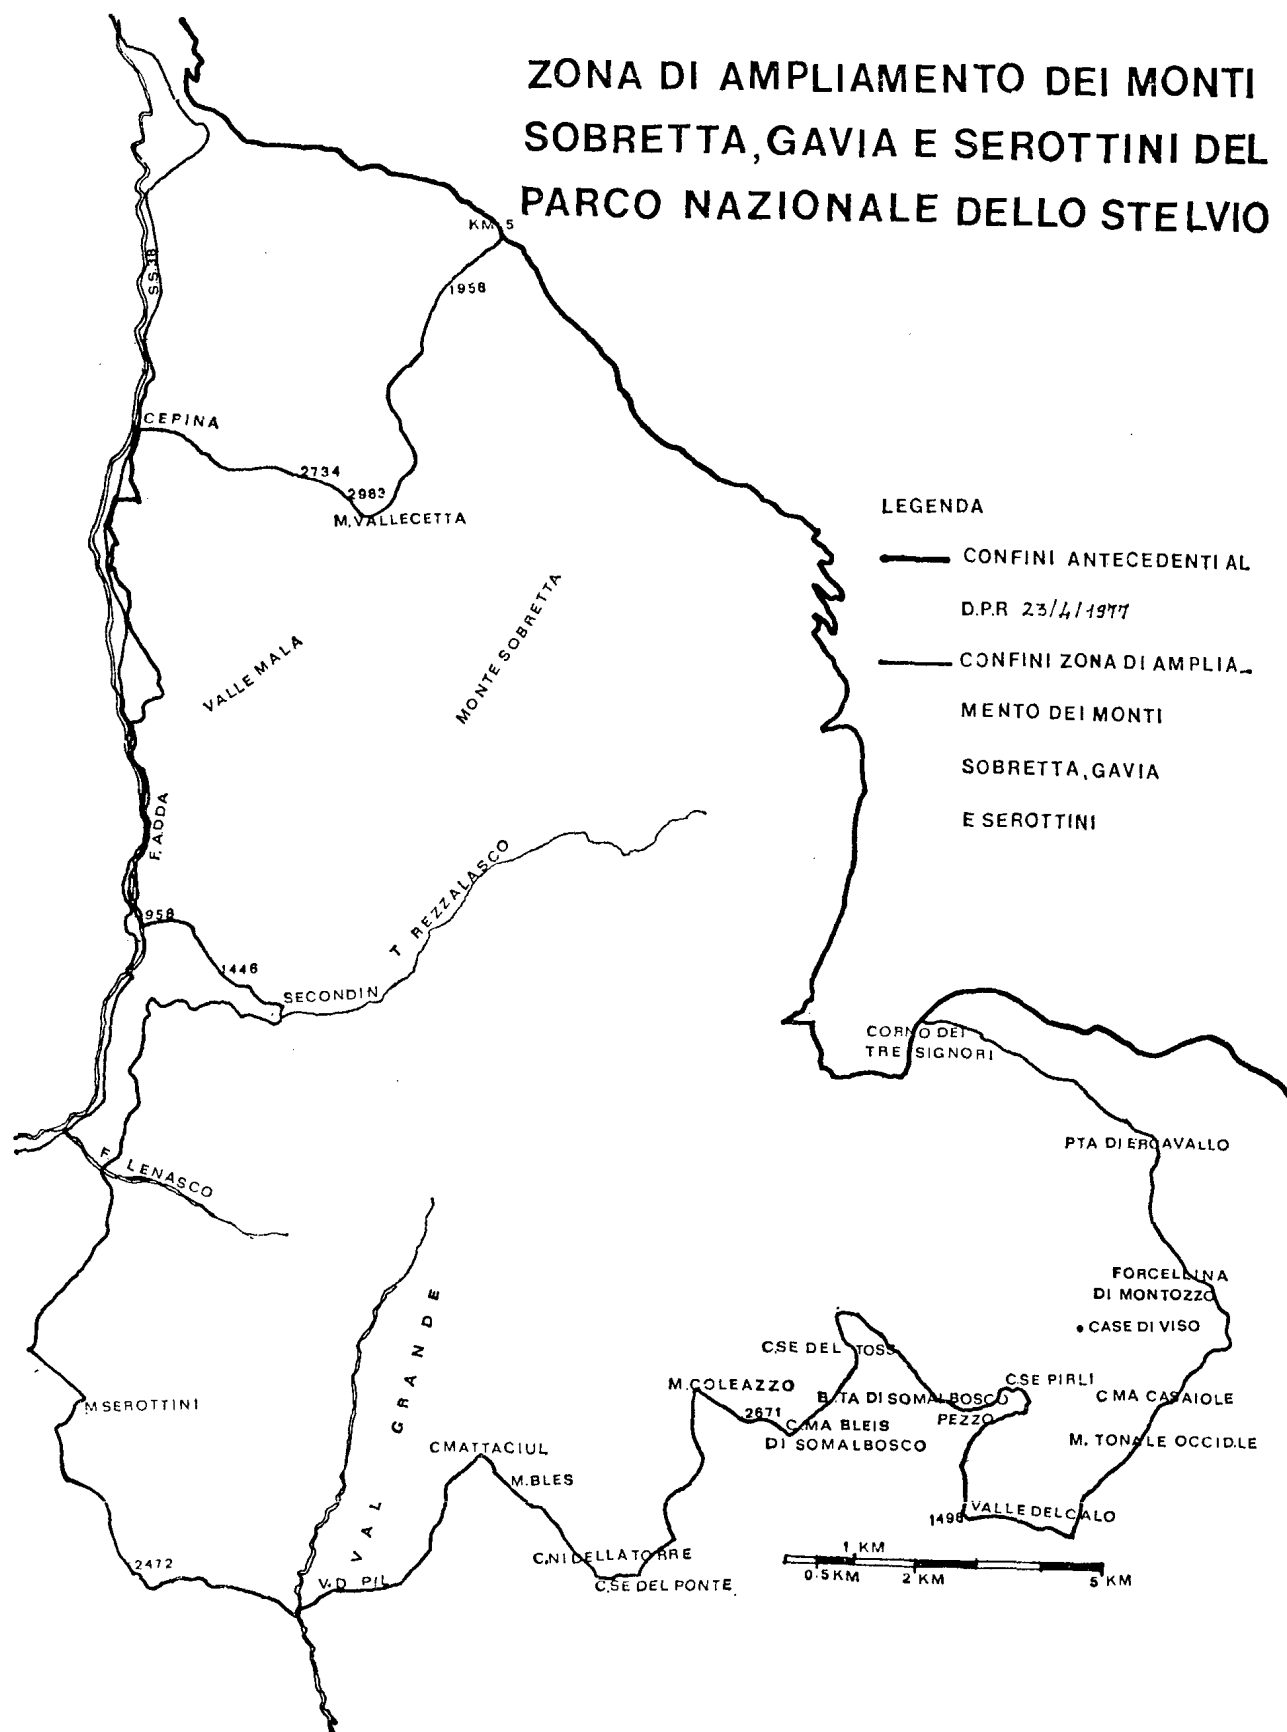 ZONA DI AMPLIAMENTO DEI MONTI
SOBRETTA, GAVIA E SEROTTINI DEL
PARCO NAZIONALE DELLO STELVIO
KM 5
S.S.38
1958
CEPINA
2734
2983
M. VALLECETTA
LEGENDA
CONFINI ANTECEDENTI AL
D.P.R 23/4/1977
CONFINI ZONA DI AMPLIA_
MENTO DEI MONTI
SOBRETTA, GAVIA
E SEROTTINI
VALLE MALA
MONTE SOBRETTA
F. ADDA
T REZZALASCO
958
1446
SECONDIN
CORNO DEI
TRE SIGNORI
PTA DI ERCAVALLO
F. LENASCO
FORCELLINA
DI MONTOZZO
CASE DI VISO
VAL GRANDE
C.SE DEL TOSS
C.SE PIRLI
M. COLEAZZO
B.TA DI SOMALBOSCO
C.MA CASAIOLE
M SEROTTINI
2671
PEZZO
C.MA BLEIS
DI SOMALBOSCO
M. TONALE OCCID.LE
C.MATTACIUL
M. BLES
1498
VALLE DEL CALO
C.NI DELLA TORRE
C.SE DEL PONTE
2472
V.D. PIL
1 KM
0.5 KM
2 KM
5 KM